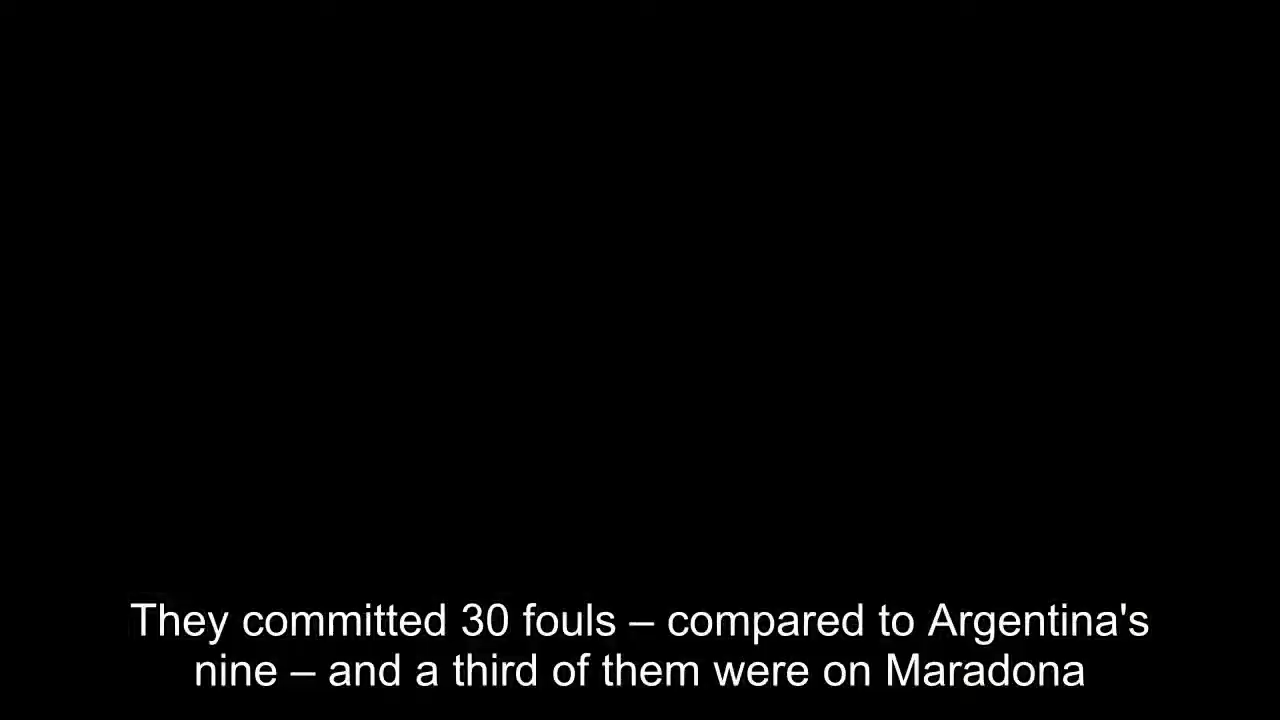 They committed 30 fouls – compared to Argentina's
nine – and a third of them were on Maradona